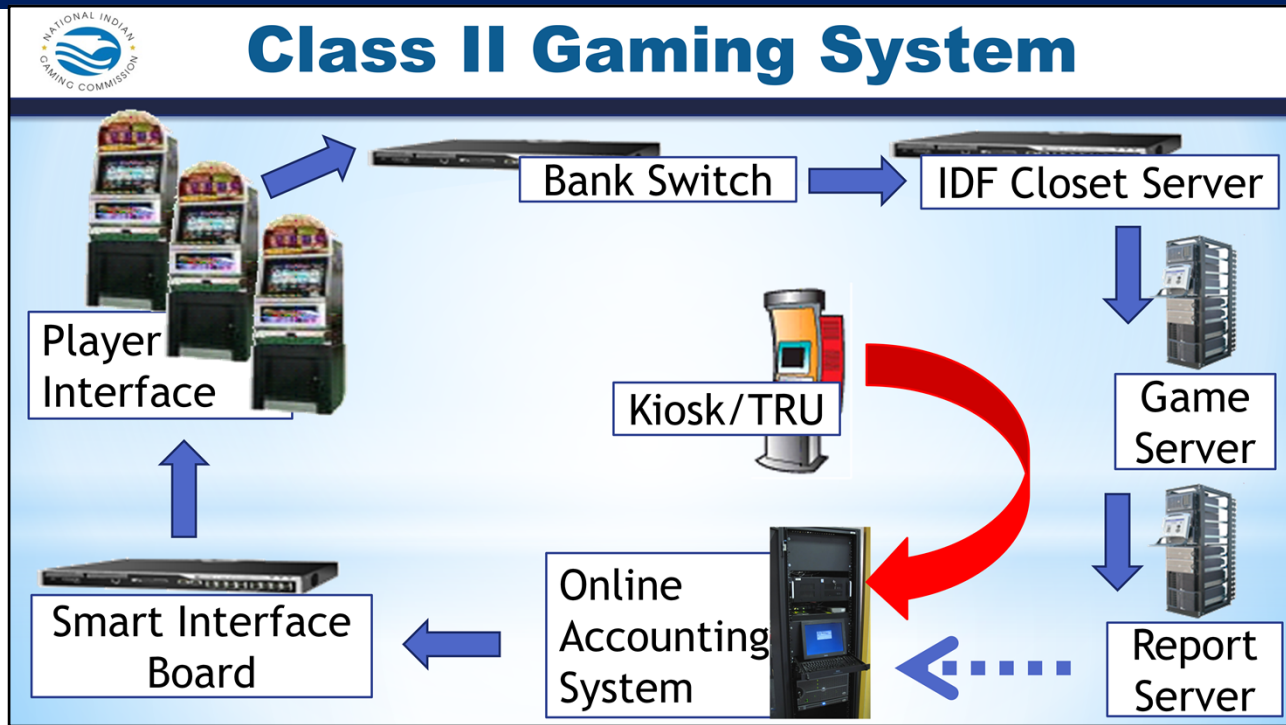 NATIONAL INDIAN
GAMING COMMISSION
Class II Gaming System
Bank Switch
IDF Closet Server
Player
Interface
Kiosk/TRU
Game
Server
Smart Interface
Board
Online
Accounting
System
Report
Server